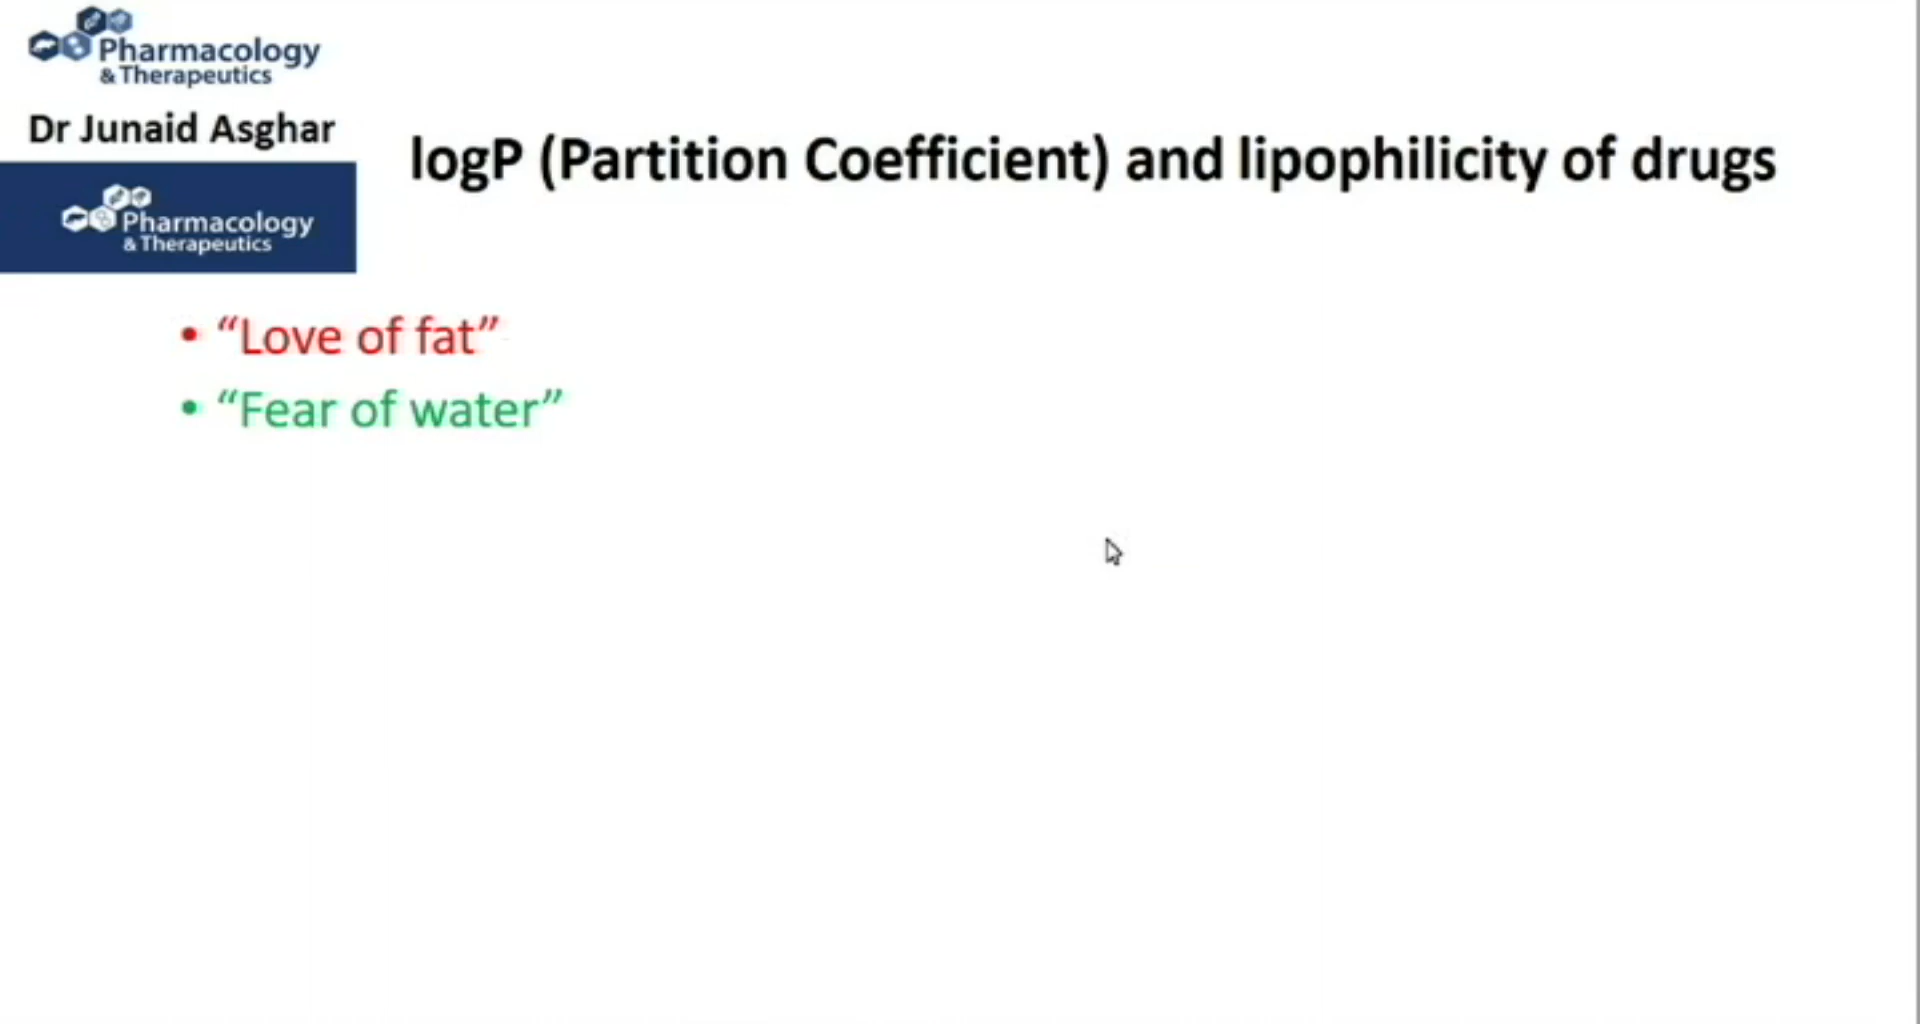 Pharmacology
& Therapeutics
Dr Junaid Asghar
logP (Partition Coefficient) and lipophilicity of drugs
Pharmacology
& Therapeutics
• “Love of fat”
• “Fear of water”